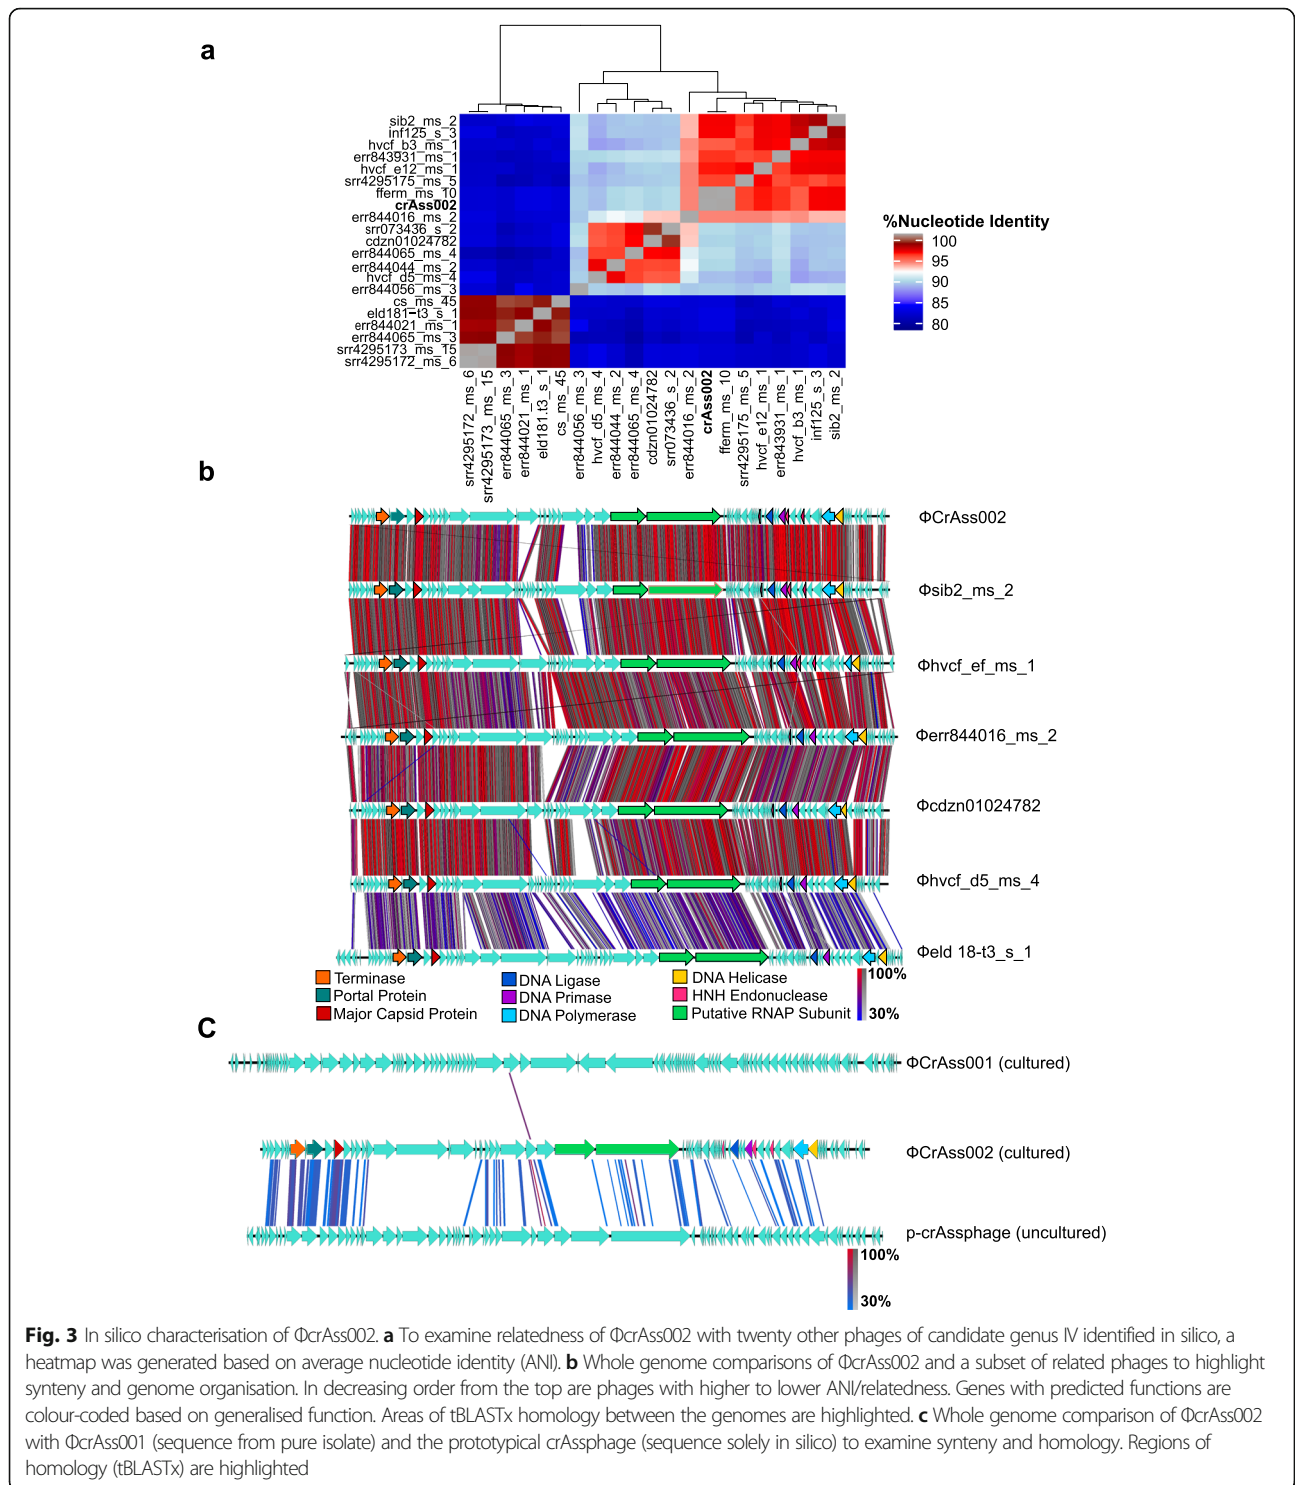 a
sib2_ms_2
inf125_s_3
hvcf_b3_ms_1
err843931_ms_1
hvcf_e12_ms_1
srr4295175_ms_5
fferm_ms_10
crAss002
err844016_ms_2
srr073436_s_2
cdzn01024782
err844065_ms_4
err844044_ms_2
hvcf_d5_ms_4
err844056_ms_3
cs_ms_45
eld181-t3_s_1
err844021_ms_1
err844065_ms_3
srr4295173_ms_15
srr4295172_ms_6
%Nucleotide Identity
100
95
90
85
80
srr4295172_ms_6
srr4295173_ms_15
err844065_ms_3
err844021_ms_1
eld181.t3_s_1
cs_ms_45
err844056_ms_3
hvcf_d5_ms_4
err844044_ms_2
err844065_ms_4
cdzn01024782
srr073436_s_2
err844016_ms_2
crAss002
fferm_ms_10
srr4295175_ms_5
hvcf_e12_ms_1
err843931_ms_1
hvcf_b3_ms_1
inf125_s_3
sib2_ms_2
b
ΦCrAss002
Φsib2_ms_2
Φhvcf_ef_ms_1
Φerr844016_ms_2
Φcdzn01024782
Φhvcf_d5_ms_4
Φeld 18-t3_s_1
Terminase
Portal Protein
Major Capsid Protein
DNA Ligase
DNA Primase
DNA Polymerase
DNA Helicase
HNH Endonuclease
Putative RNAP Subunit
100%
30%
C
ΦCrAss001 (cultured)
ΦCrAss002 (cultured)
p-crAssphage (uncultured)
100%
30%
Fig. 3 In silico characterisation of ΦcrAss002. a To examine relatedness of ΦcrAss002 with twenty other phages of candidate genus IV identified in silico, a
heatmap was generated based on average nucleotide identity (ANI). b Whole genome comparisons of ΦcrAss002 and a subset of related phages to highlight
synteny and genome organisation. In decreasing order from the top are phages with higher to lower ANI/relatedness. Genes with predicted functions are
colour-coded based on generalised function. Areas of tBLASTx homology between the genomes are highlighted. c Whole genome comparison of ΦcrAss002
with ΦcrAss001 (sequence from pure isolate) and the prototypical crAssphage (sequence solely in silico) to examine synteny and homology. Regions of
homology (tBLASTx) are highlighted